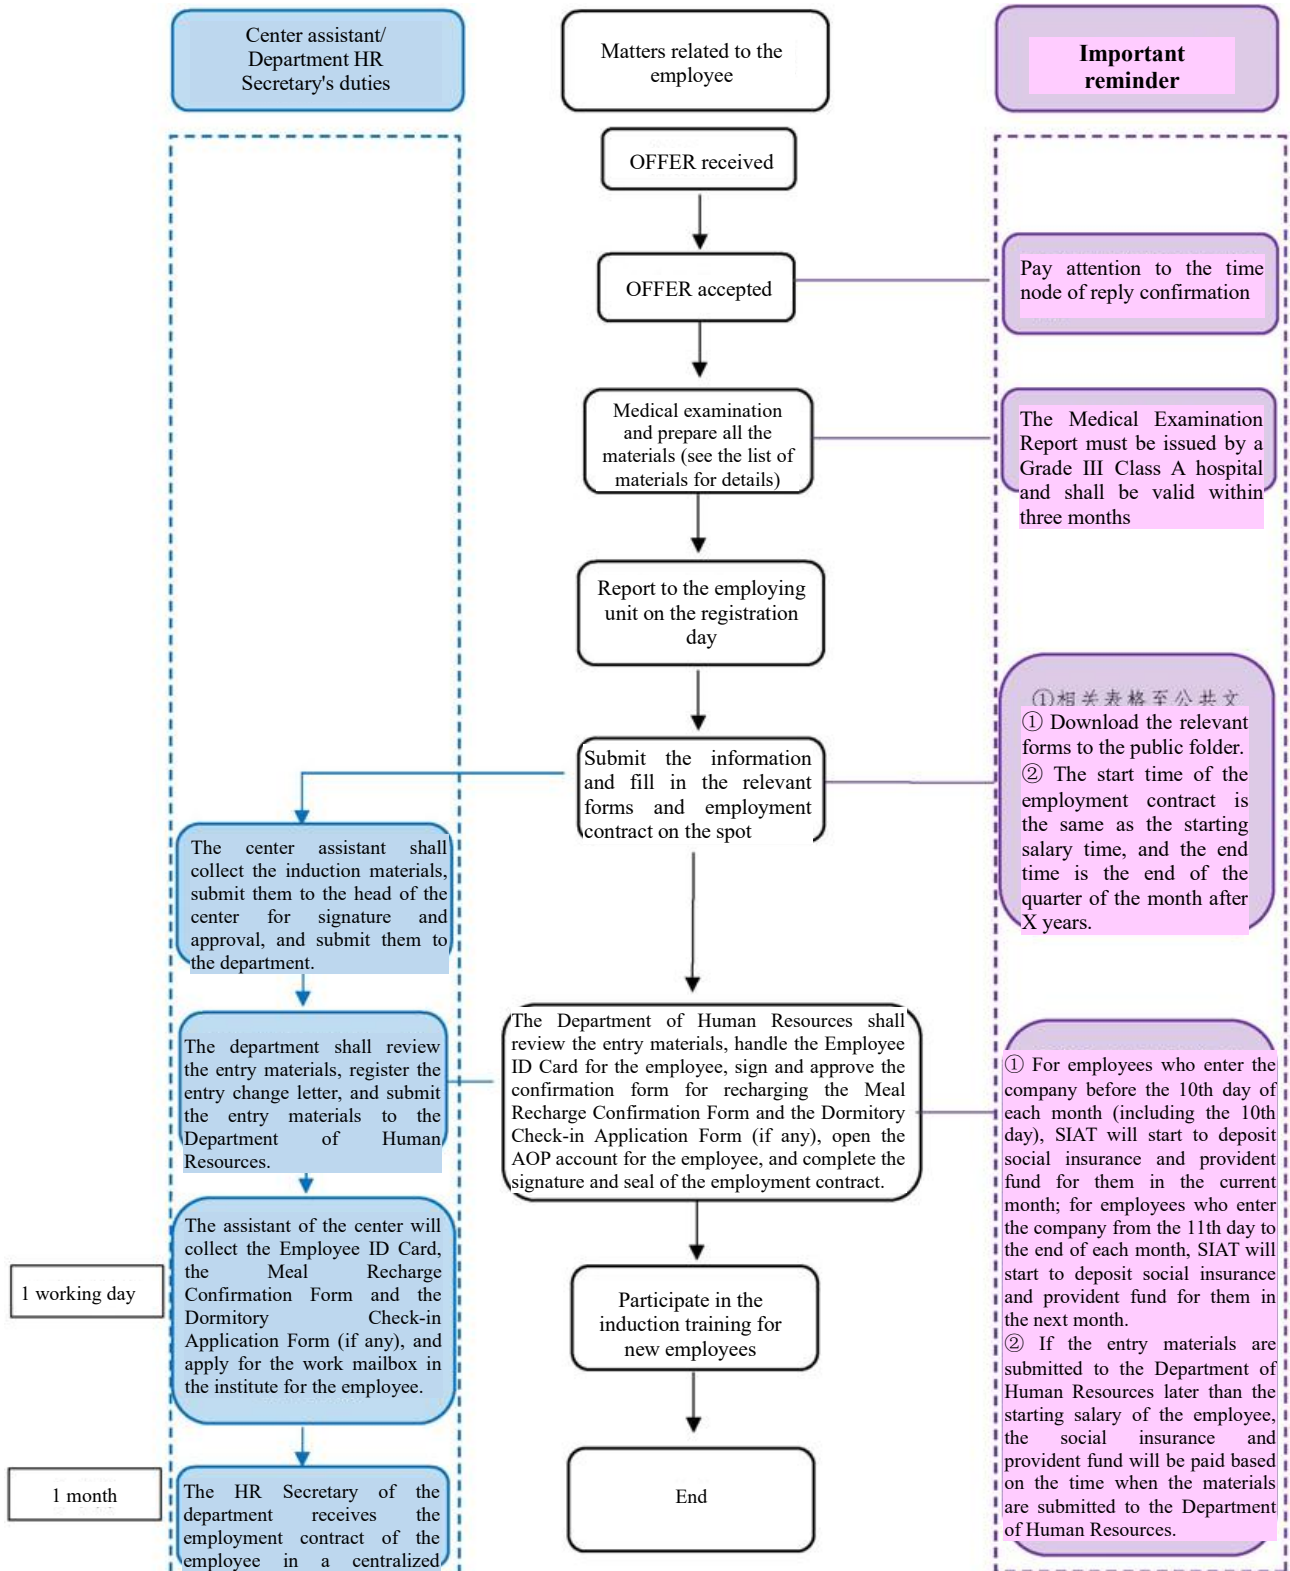 Center assistant/
Department HR
Secretary's duties
Matters related to the
employee
Important
reminder
OFFER received
OFFER accepted
Pay attention to the time
node of reply confirmation
Medical examination
and prepare all the
materials (see the list of
materials for details)
The Medical Examination
Report must be issued by a
Grade III Class A hospital
and shall be valid within
three months
Report to the employing
unit on the registration
day
Submit the information
and fill in the relevant
forms and employment
contract on the spot
①相关表格至公共文
① Download the relevant
forms to the public folder.
② The start time of the
employment contract is
the same as the starting
salary time, and the end
time is the end of the
quarter of the month after
X years.
The center assistant shall
collect the induction materials,
submit them to the head of the
center for signature and
approval, and submit them to
the department.
The department shall review
the entry materials, register the
entry change letter, and submit
the entry materials to the
Department of Human
Resources.
The Department of Human Resources shall
review the entry materials, handle the Employee
ID Card for the employee, sign and approve the
confirmation form for recharging the Meal
Recharge Confirmation Form and the Dormitory
Check-in Application Form (if any), open the
AOP account for the employee, and complete the
signature and seal of the employment contract.
① For employees who enter the
company before the 10th day of
each month (including the 10th
day), SIAT will start to deposit
social insurance and provident
fund for them in the current
month; for employees who enter
the company from the 11th day to
the end of each month, SIAT will
start to deposit social insurance
and provident fund for them in
the next month.
② If the entry materials are
submitted to the Department of
Human Resources later than the
starting salary of the employee,
the social insurance and
provident fund will be paid based
on the time when the materials
are submitted to the Department
of Human Resources.
1 working day
The assistant of the center will
collect the Employee ID Card,
the Meal Recharge
Confirmation Form and the
Dormitory Check-in
Application Form (if any), and
apply for the work mailbox in
the institute for the employee.
Participate in the
induction training for
new employees
1 month
The HR Secretary of the
department receives the
employment contract of the
employee in a centralized
End